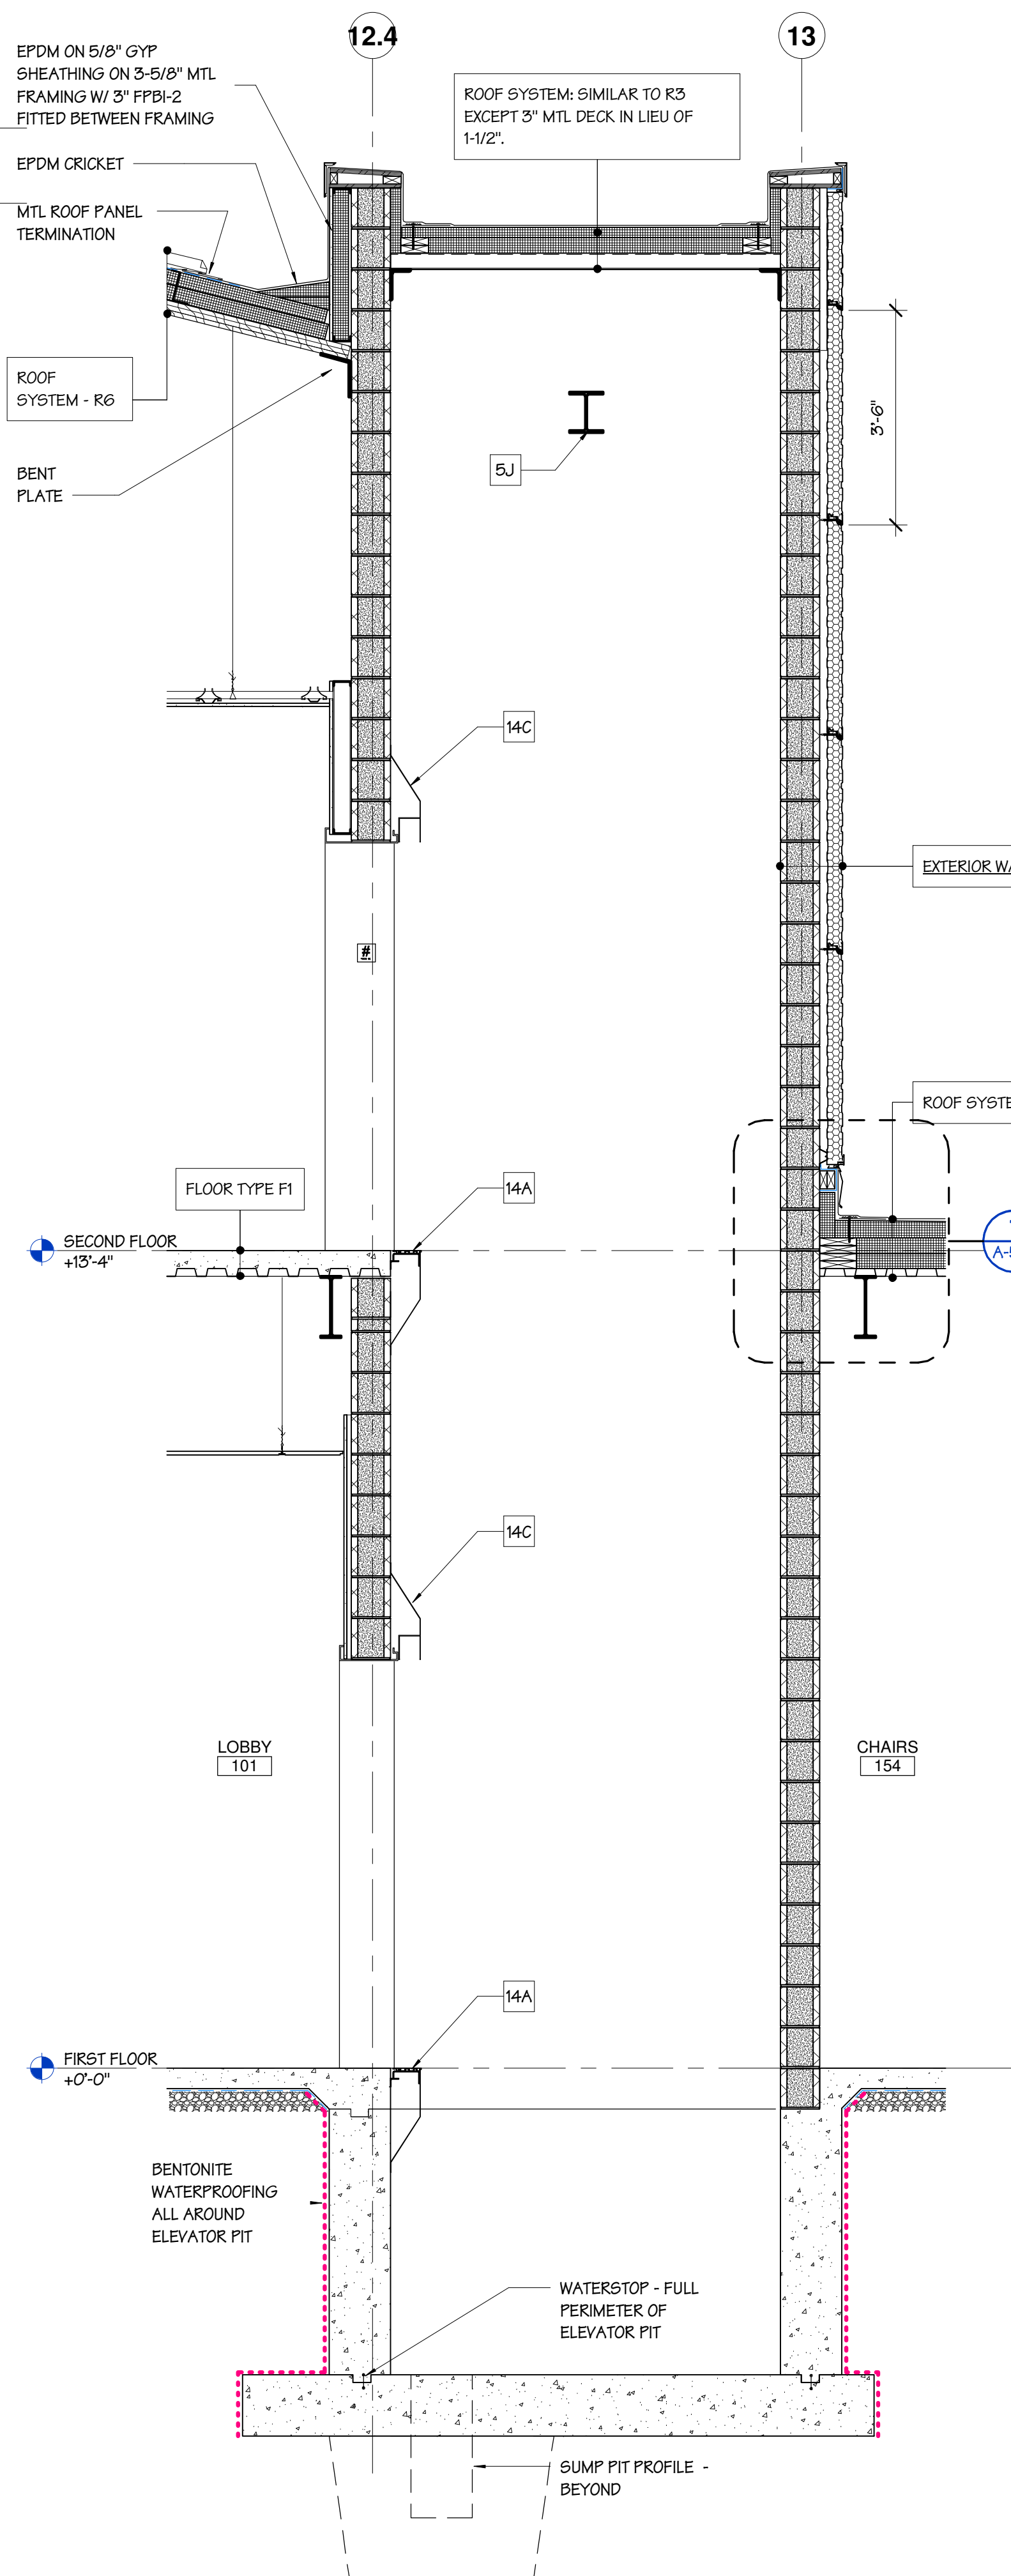 12.4
13
EPDM ON 5/8" GYP
SHEATHING ON 3-5/8" MTL
FRAMING W/ 3" FPBI-2
FITTED BETWEEN FRAMING
ROOF SYSTEM: SIMILAR TO R3
EXCEPT 3" MTL DECK IN LIEU OF
1-1/2".
EPDM CRICKET
MTL ROOF PANEL
TERMINATION
ROOF
SYSTEM - R6
3'-6"
5J
BENT
PLATE
14C
EXTERIOR
#
ROOF
FLOOR TYPE F1
14A
SECOND FLOOR
+13'-4"
14C
LOBBY
101
CHAIRS
154
14A
FIRST FLOOR
+0'-0"
BENTONITE
WATERPROOFING
ALL AROUND
ELEVATOR PIT
WATERSTOP - FULL
PERIMETER OF
ELEVATOR PIT
SUMP PIT PROFILE -
BEYOND